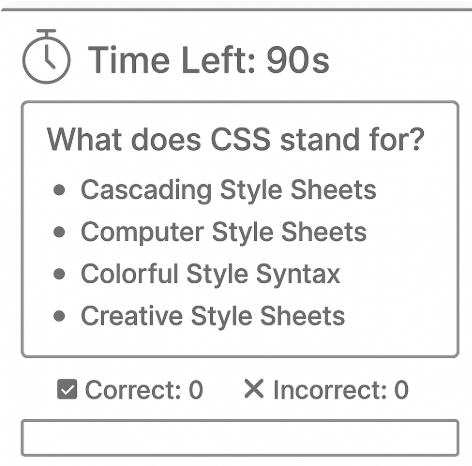 Time Left: 90s
What does CSS stand for?
• Cascading Style Sheets
• Computer Style Sheets
• Colorful Style Syntax
• Creative Style Sheets
Correct: 0 Incorrect: 0